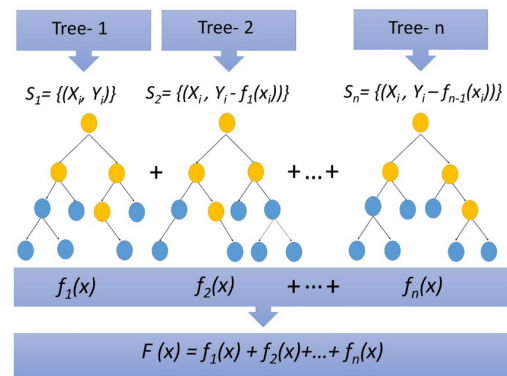 Tree- 1 Tree- 2 Tree- n
S₁= {(Xᵢ, Yᵢ)} S₂= {(Xᵢ, Yᵢ - f₁(xᵢ))} Sₙ= {(Xᵢ, Yᵢ – fₙ₋₁(xᵢ))}
+ +...+
f₁(x) f₂(x) + ··· + fₙ(x)
F (x) = f₁(x) + f₂(x)+...+ fₙ(x)